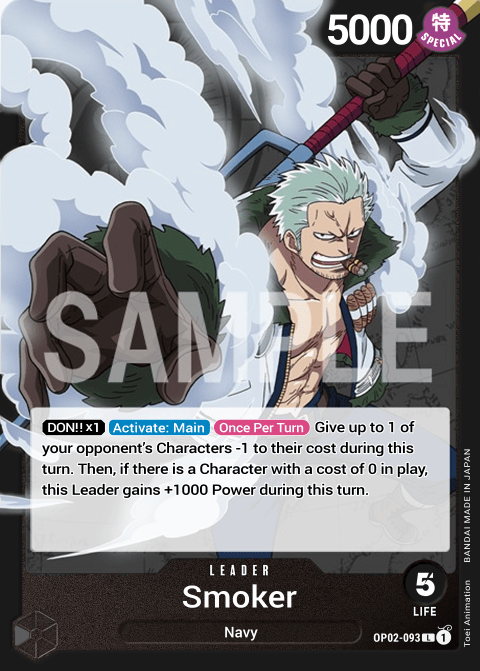 5000
特
SPECIAL
SAMPLE
DON!! x1 Activate: Main Once Per Turn Give up to 1 of
your opponent's Characters -1 to their cost during this
turn. Then, if there is a Character with a cost of 0 in play,
this Leader gains +1000 Power during this turn.
LEADER
Smoker
Navy
5
LIFE
OP02-093 L 1
Toei Animation BANDAI MADE IN JAPAN